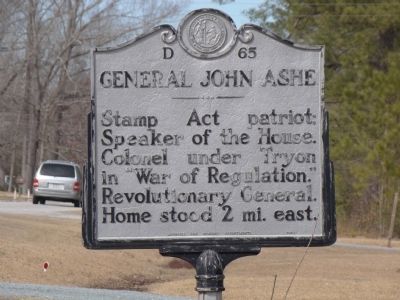 D 65
GENERAL JOHN ASHE
Stamp Act patriot;
Speaker of the House.
Colonel under Tryon
in "War of Regulation."
Revolutionary General.
Home stood 2 mi. east.